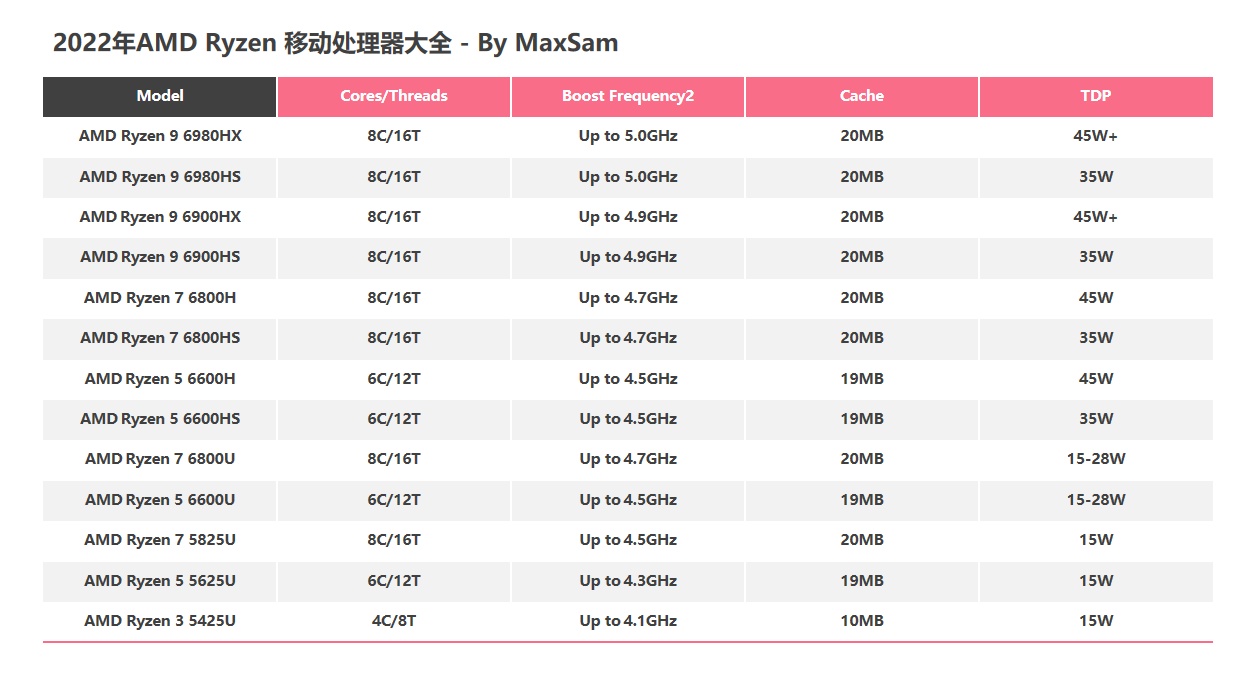 2022年AMD Ryzen 移动处理器大全 - By MaxSam
Model Cores/Threads Boost Frequency2 Cache TDP
AMD Ryzen 9 6980HX 8C/16T Up to 5.0GHz 20MB 45W+
AMD Ryzen 9 6980HS 8C/16T Up to 5.0GHz 20MB 35W
AMD Ryzen 9 6900HX 8C/16T Up to 4.9GHz 20MB 45W+
AMD Ryzen 9 6900HS 8C/16T Up to 4.9GHz 20MB 35W
AMD Ryzen 7 6800H 8C/16T Up to 4.7GHz 20MB 45W
AMD Ryzen 7 6800HS 8C/16T Up to 4.7GHz 20MB 35W
AMD Ryzen 5 6600H 6C/12T Up to 4.5GHz 19MB 45W
AMD Ryzen 5 6600HS 6C/12T Up to 4.5GHz 19MB 35W
AMD Ryzen 7 6800U 8C/16T Up to 4.7GHz 20MB 15-28W
AMD Ryzen 5 6600U 6C/12T Up to 4.5GHz 19MB 15-28W
AMD Ryzen 7 5825U 8C/16T Up to 4.5GHz 20MB 15W
AMD Ryzen 5 5625U 6C/12T Up to 4.3GHz 19MB 15W
AMD Ryzen 3 5425U 4C/8T Up to 4.1GHz 10MB 15W